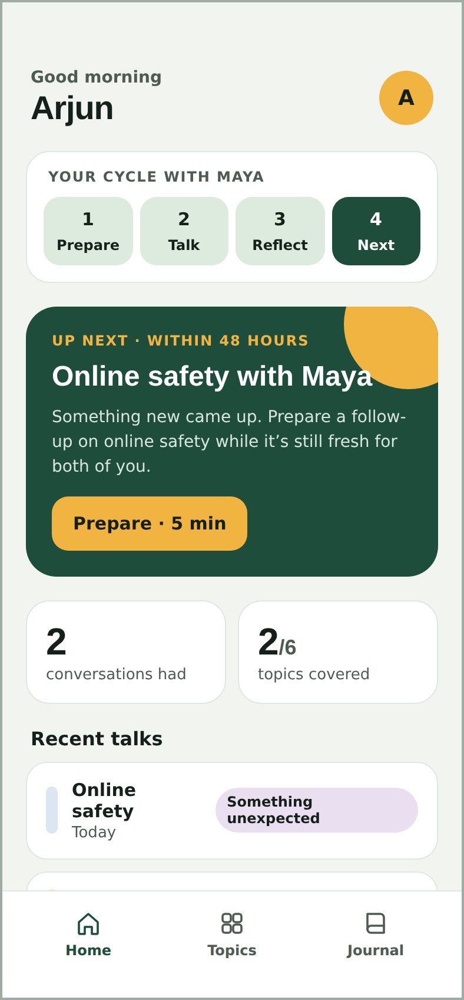 Good morning
Arjun
A
YOUR CYCLE WITH MAYA
1
Prepare
2
Talk
3
Reflect
4
Next
UP NEXT · WITHIN 48 HOURS
Online safety with Maya
Something new came up. Prepare a follow-
up on online safety while it’s still fresh for
both of you.
Prepare · 5 min
2
conversations had
2/6
topics covered
Recent talks
Online
safety
Today
Something
unexpected
Home
Topics
Journal